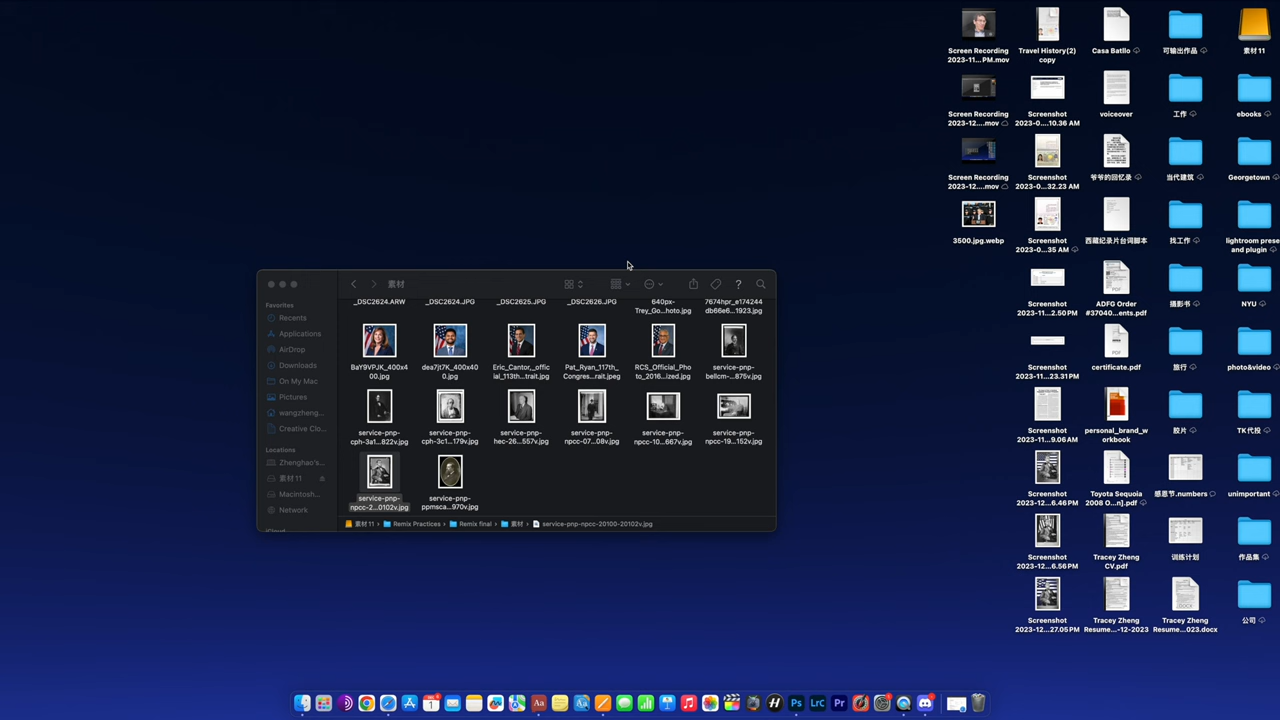 素材
_DSC2624.ARW
_DSC2624.JPG
_DSC2625.JPG
_DSC2626.JPG
640px-
Trey_Go...hoto.jpg
7674hpr_e174244
db66e6...1923.jpg
Favorites
Recents
Applications
AirDrop
Downloads
On My Mac
Pictures
wangzheng...
Creative Clo...
Locations
Zhenghao's...
素材 11
Macintosh...
Network
BaY9VPJK_400x4
00.jpg
dea7jt7K_400x40
0.jpg
Eric_Cantor,_offic
ial_113th...trait.jpg
Pat_Ryan_117th_
Congres...rait.jpeg
RCS_Official_Pho
to_2016...ized.jpg
service-pnp-
bellcm-...875v.jpg
service-pnp-
cph-3a1...822v.jpg
service-pnp-
cph-3c1...179v.jpg
service-pnp-
hec-26...557v.jpg
service-pnp-
npcc-07...08v.jpg
service-pnp-
npcc-10...667v.jpg
service-pnp-
npcc-19...152v.jpg
service-pnp-
npcc-2...0102v.jpg
service-pnp-
ppmsca...970v.jpg
素材 11 › Remix Practices › Remix final › 素材 › service-pnp-npcc-20100-20102v.jpg
Screen Recording
2023-11...PM.mov
Travel History(2)
copy
Casa Batllo
可输出作品
素材 11
Screen Recording
2023-12....mov
Screenshot
2023-0....10.36 AM
voiceover
工作
ebooks
Screen Recording
2023-12....mov
Screenshot
2023-0...32.23 AM
爷爷的回忆录
当代建筑
Georgetown
3500.jpg.webp
Screenshot
2023-0...35 AM
西藏纪录片台词脚本
找工作
lightroom prese
and plugin
Screenshot
2023-11...2.50 PM
ADFG Order
#37040...ents.pdf
摄影书
NYU
Screenshot
2023-11...23.31 PM
certificate.pdf
旅行
photo&video
Screenshot
2023-11...9.06 AM
personal_brand_w
orkbook
胶片
TK代投
Screenshot
2023-12...6.46 PM
Toyota Sequoia
2008 O...n].pdf
感恩节.numbers
unimportant
Screenshot
2023-12...6.56 PM
Tracey Zheng
CV.pdf
训练计划
作品集
Screenshot
2023-12...27.05 PM
Tracey Zheng
Resume...-12-2023
Tracey Zheng
Resume...023.docx
公司